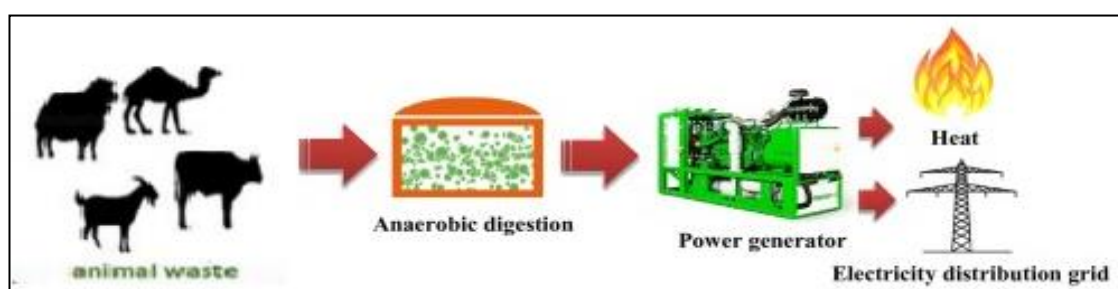 animal waste
Anaerobic digestion
Power generator
Heat
Electricity distribution grid